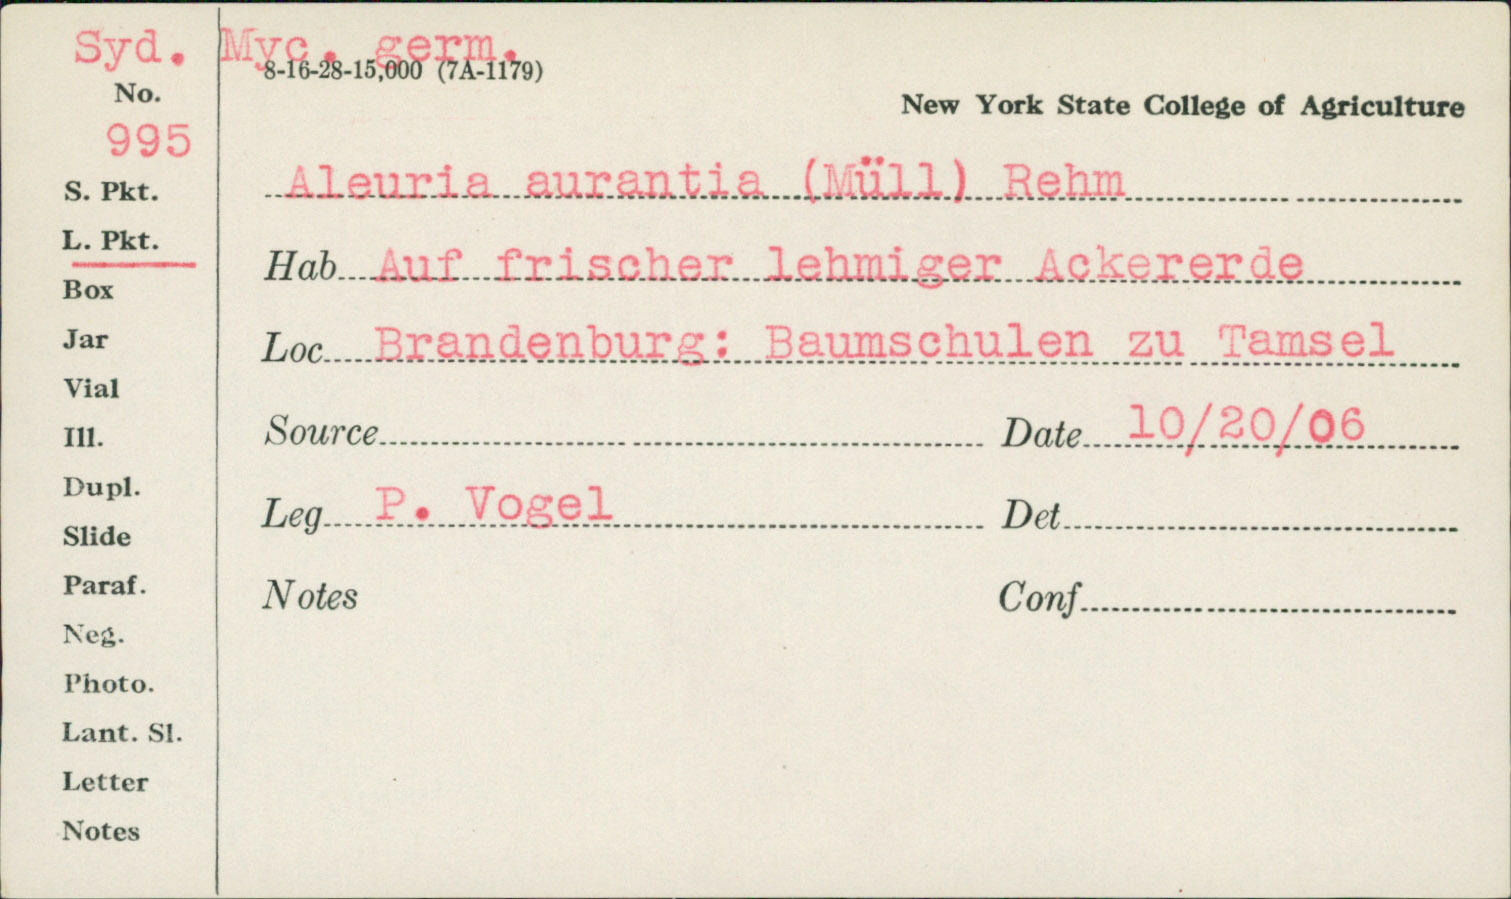 Syd. Myc. germ.
8-16-28-15,000 (7A-1179)
No.
995
New York State College of Agriculture
S. Pkt.
Aleuria aurantia (Müll) Rehm
L. Pkt.
Hab Auf frischer lehmiger Ackererde
Box
Jar
Loc Brandenburg: Baumschulen zu Tamsel
Vial
Ill.
Source Date 10/20/06
Dupl.
Leg P. Vogel Det
Slide
Paraf.
Notes Conf
Neg.
Photo.
Lant. Sl.
Letter
Notes